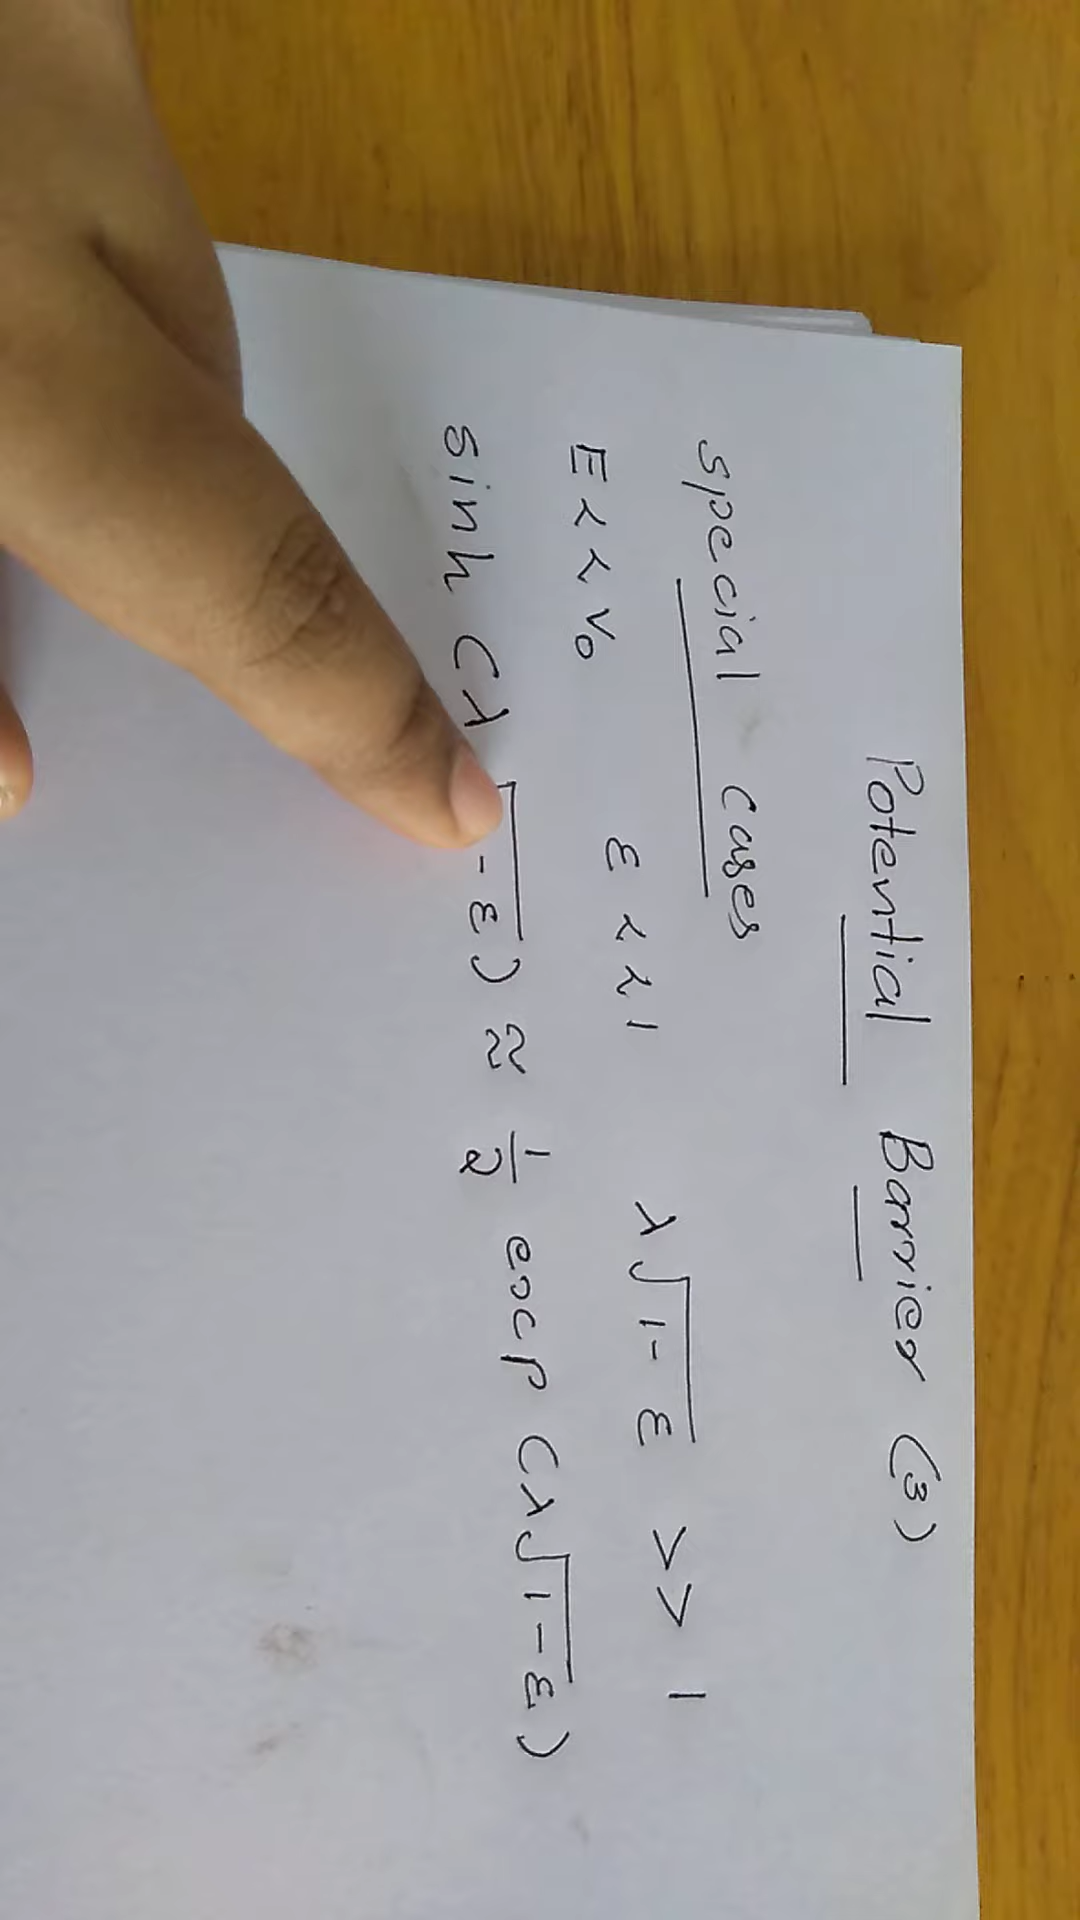 Potential Barrier (3)
Special Cases
E << V₀ ε << 1 λ√1-ε >> 1
sinh (λ√ -ε) ≈ 1/2 exp (λ√1-ε)